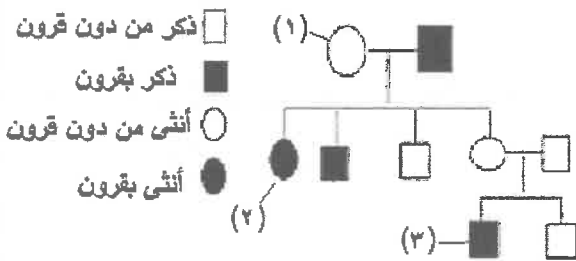 ذكر من دون قرون
ذكر بقرون
أنثى من دون قرون
أنثى بقرون
(١)
(٢)
(٣)